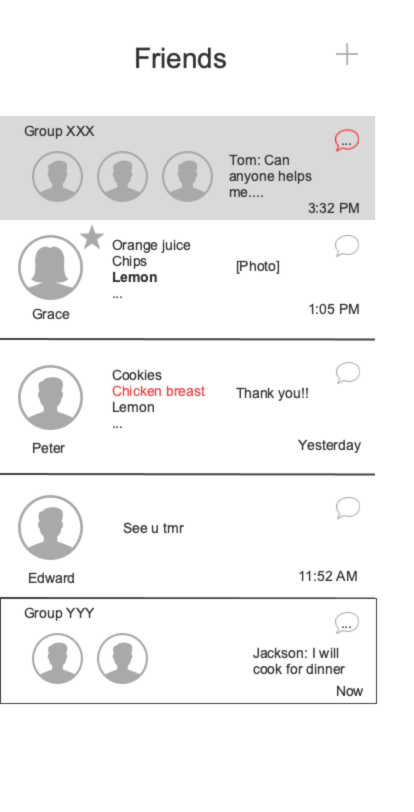 Friends
Group XXX
...
Tom: Can
anyone helps
me....
3:32 PM
Orange juice
Chips
Lemon
...
[Photo]
Grace
1:05 PM
Cookies
Chicken breast
Lemon
...
Thank you!!
Peter
Yesterday
See u tmr
Edward
11:52 AM
Group YYY
...
Jackson: I will
cook for dinner
Now